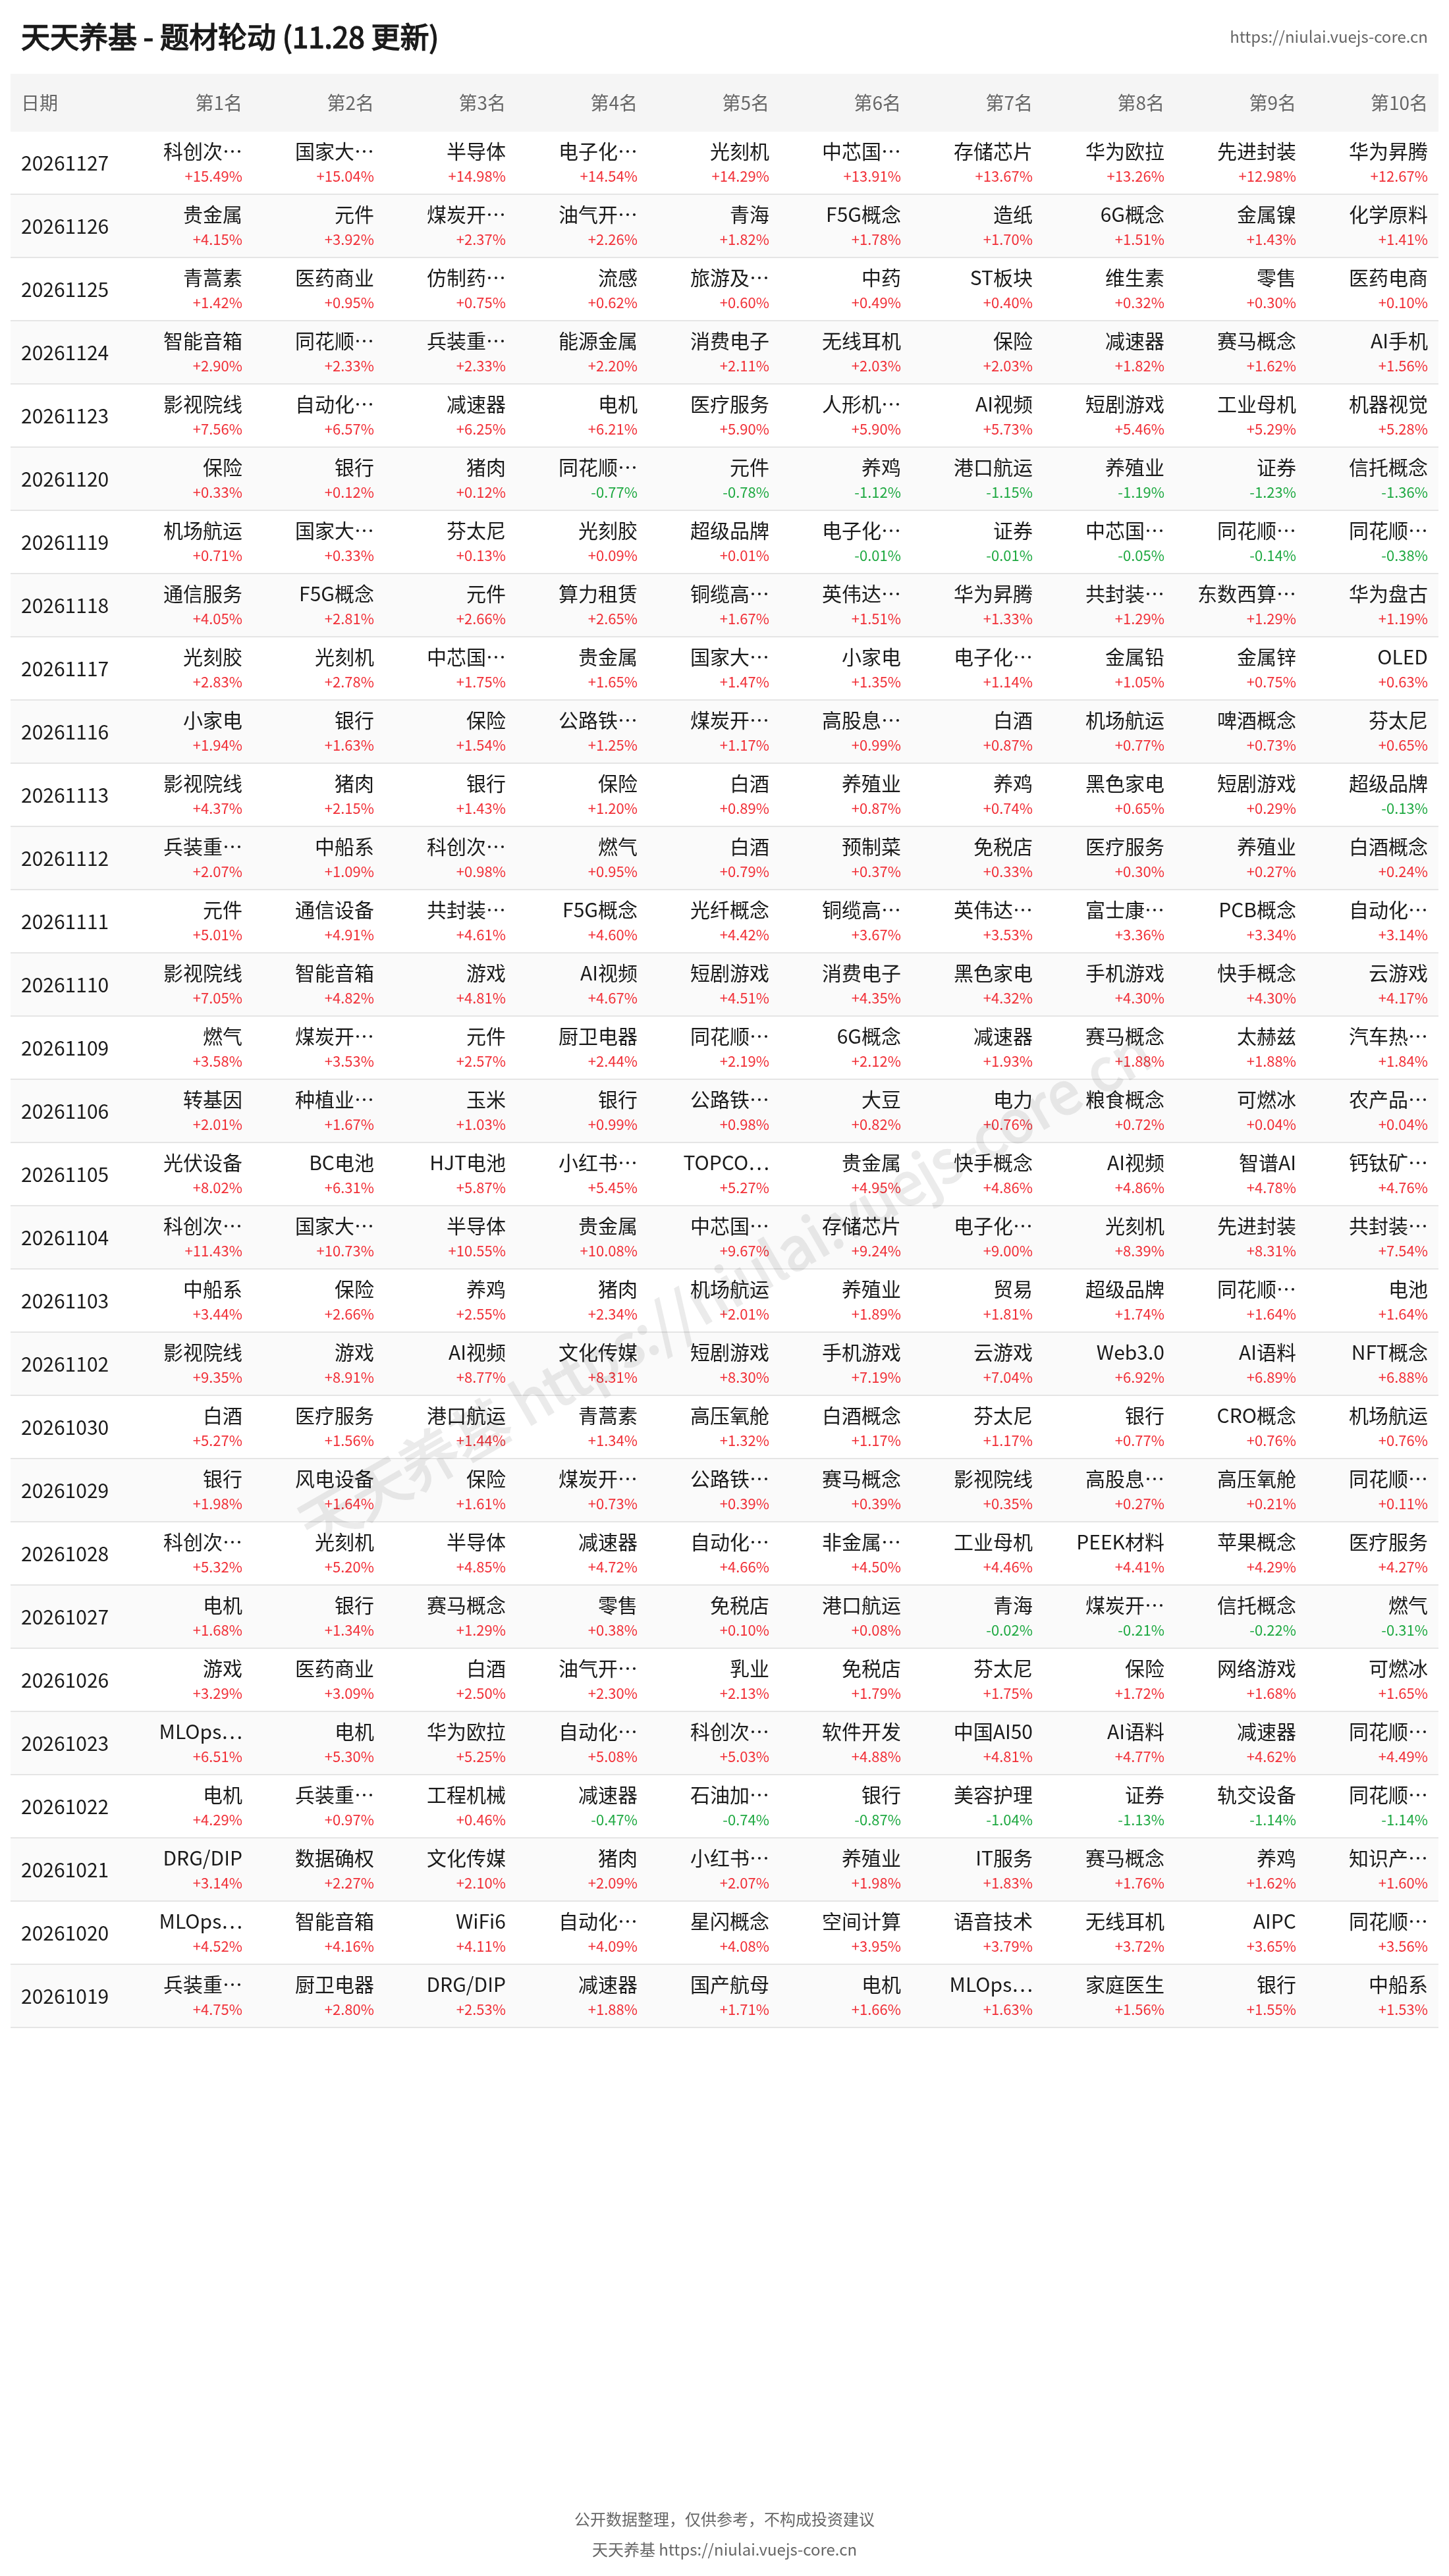 天天养基 - 题材轮动 (11.28 更新)
https://niulai.vuejs-core.cn
日期 第1名 第2名 第3名 第4名 第5名 第6名 第7名 第8名 第9名 第10名
20261127 科创次… 国家大… 半导体 电子化… 光刻机 中芯国… 存储芯片 华为欧拉 先进封装 华为昇腾
+15.49% +15.04% +14.98% +14.54% +14.29% +13.91% +13.67% +13.26% +12.98% +12.67%
20261126 贵金属 元件 煤炭开… 油气开… 青海 F5G概念 造纸 6G概念 金属镍 化学原料
+4.15% +3.92% +2.37% +2.26% +1.82% +1.78% +1.70% +1.51% +1.43% +1.41%
20261125 青蒿素 医药商业 仿制药… 流感 旅游及… 中药 ST板块 维生素 零售 医药电商
+1.42% +0.95% +0.75% +0.62% +0.60% +0.49% +0.40% +0.32% +0.30% +0.10%
20261124 智能音箱 同花顺… 兵装重… 能源金属 消费电子 无线耳机 保险 减速器 赛马概念 AI手机
+2.90% +2.33% +2.33% +2.20% +2.11% +2.03% +2.03% +1.82% +1.62% +1.56%
20261123 影视院线 自动化… 减速器 电机 医疗服务 人形机… AI视频 短剧游戏 工业母机 机器视觉
+7.56% +6.57% +6.25% +6.21% +5.90% +5.90% +5.73% +5.46% +5.29% +5.28%
20261120 保险 银行 猪肉 同花顺… 元件 养鸡 港口航运 养殖业 证券 信托概念
+0.33% +0.12% +0.12% -0.77% -0.78% -1.12% -1.15% -1.19% -1.23% -1.36%
20261119 机场航运 国家大… 芬太尼 光刻胶 超级品牌 电子化… 证券 中芯国… 同花顺… 同花顺…
+0.71% +0.33% +0.13% +0.09% +0.01% -0.01% -0.01% -0.05% -0.14% -0.38%
20261118 通信服务 F5G概念 元件 算力租赁 铜缆高… 英伟达… 华为昇腾 共封装… 东数西算… 华为盘古
+4.05% +2.81% +2.66% +2.65% +1.67% +1.51% +1.33% +1.29% +1.29% +1.19%
20261117 光刻胶 光刻机 中芯国… 贵金属 国家大… 小家电 电子化… 金属铅 金属锌 OLED
+2.83% +2.78% +1.75% +1.65% +1.47% +1.35% +1.14% +1.05% +0.75% +0.63%
20261116 小家电 银行 保险 公路铁… 煤炭开… 高股息… 白酒 机场航运 啤酒概念 芬太尼
+1.94% +1.63% +1.54% +1.25% +1.17% +0.99% +0.87% +0.77% +0.73% +0.65%
20261113 影视院线 猪肉 银行 保险 白酒 养殖业 养鸡 黑色家电 短剧游戏 超级品牌
+4.37% +2.15% +1.43% +1.20% +0.89% +0.87% +0.74% +0.65% +0.29% -0.13%
20261112 兵装重… 中船系 科创次… 燃气 白酒 预制菜 免税店 医疗服务 养殖业 白酒概念
+2.07% +1.09% +0.98% +0.95% +0.79% +0.37% +0.33% +0.30% +0.27% +0.24%
20261111 元件 通信设备 共封装… F5G概念 光纤概念 铜缆高… 英伟达… 富士康… PCB概念 自动化…
+5.01% +4.91% +4.61% +4.60% +4.42% +3.67% +3.53% +3.36% +3.34% +3.14%
20261110 影视院线 智能音箱 游戏 AI视频 短剧游戏 消费电子 黑色家电 手机游戏 快手概念 云游戏
+7.05% +4.82% +4.81% +4.67% +4.51% +4.35% +4.32% +4.30% +4.30% +4.17%
20261109 燃气 煤炭开… 元件 厨卫电器 同花顺… 6G概念 减速器 赛马概念 太赫兹 汽车热…
+3.58% +3.53% +2.57% +2.44% +2.19% +2.12% +1.93% +1.88% +1.88% +1.84%
20261106 转基因 种植业… 玉米 银行 公路铁… 大豆 电力 粮食概念 可燃冰 农产品…
+2.01% +1.67% +1.03% +0.99% +0.98% +0.82% +0.76% +0.72% +0.04% +0.04%
20261105 光伏设备 BC电池 HJT电池 小红书… TOPCO… 贵金属 快手概念 AI视频 智谱AI 钙钛矿…
+8.02% +6.31% +5.87% +5.45% +5.27% +4.95% +4.86% +4.86% +4.78% +4.76%
20261104 科创次… 国家大… 半导体 贵金属 中芯国… 存储芯片 电子化… 光刻机 先进封装 共封装…
+11.43% +10.73% +10.55% +10.08% +9.67% +9.24% +9.00% +8.39% +8.31% +7.54%
20261103 中船系 保险 养鸡 猪肉 机场航运 养殖业 贸易 超级品牌 同花顺… 电池
+3.44% +2.66% +2.55% +2.34% +2.01% +1.89% +1.81% +1.74% +1.64% +1.64%
20261102 影视院线 游戏 AI视频 文化传媒 短剧游戏 手机游戏 云游戏 Web3.0 AI语料 NFT概念
+9.35% +8.91% +8.77% +8.31% +8.30% +7.19% +7.04% +6.92% +6.89% +6.88%
20261030 白酒 医疗服务 港口航运 青蒿素 高压氧舱 白酒概念 芬太尼 银行 CRO概念 机场航运
+5.27% +1.56% +1.44% +1.34% +1.32% +1.17% +1.17% +0.77% +0.76% +0.76%
20261029 银行 风电设备 保险 煤炭开… 公路铁… 赛马概念 影视院线 高股息… 高压氧舱 同花顺…
+1.98% +1.64% +1.61% +0.73% +0.39% +0.39% +0.35% +0.27% +0.21% +0.11%
20261028 科创次… 光刻机 半导体 减速器 自动化… 非金属… 工业母机 PEEK材料 苹果概念 医疗服务
+5.32% +5.20% +4.85% +4.72% +4.66% +4.50% +4.46% +4.41% +4.29% +4.27%
20261027 电机 银行 赛马概念 零售 免税店 港口航运 青海 煤炭开… 信托概念 燃气
+1.68% +1.34% +1.29% +0.38% +0.10% +0.08% -0.02% -0.21% -0.22% -0.31%
20261026 游戏 医药商业 白酒 油气开… 乳业 免税店 芬太尼 保险 网络游戏 可燃冰
+3.29% +3.09% +2.50% +2.30% +2.13% +1.79% +1.75% +1.72% +1.68% +1.65%
20261023 MLOps… 电机 华为欧拉 自动化… 科创次… 软件开发 中国AI50 AI语料 减速器 同花顺…
+6.51% +5.30% +5.25% +5.08% +5.03% +4.88% +4.81% +4.77% +4.62% +4.49%
20261022 电机 兵装重… 工程机械 减速器 石油加… 银行 美容护理 证券 轨交设备 同花顺…
+4.29% +0.97% +0.46% -0.47% -0.74% -0.87% -1.04% -1.13% -1.14% -1.14%
20261021 DRG/DIP 数据确权 文化传媒 猪肉 小红书… 养殖业 IT服务 赛马概念 养鸡 知识产…
+3.14% +2.27% +2.10% +2.09% +2.07% +1.98% +1.83% +1.76% +1.62% +1.60%
20261020 MLOps… 智能音箱 WiFi6 自动化… 星闪概念 空间计算 语音技术 无线耳机 AIPC 同花顺…
+4.52% +4.16% +4.11% +4.09% +4.08% +3.95% +3.79% +3.72% +3.65% +3.56%
20261019 兵装重… 厨卫电器 DRG/DIP 减速器 国产航母 电机 MLOps… 家庭医生 银行 中船系
+4.75% +2.80% +2.53% +1.88% +1.71% +1.66% +1.63% +1.56% +1.55% +1.53%
天天养基 https://niulai.vuejs-core.cn
公开数据整理，仅供参考，不构成投资建议
天天养基 https://niulai.vuejs-core.cn